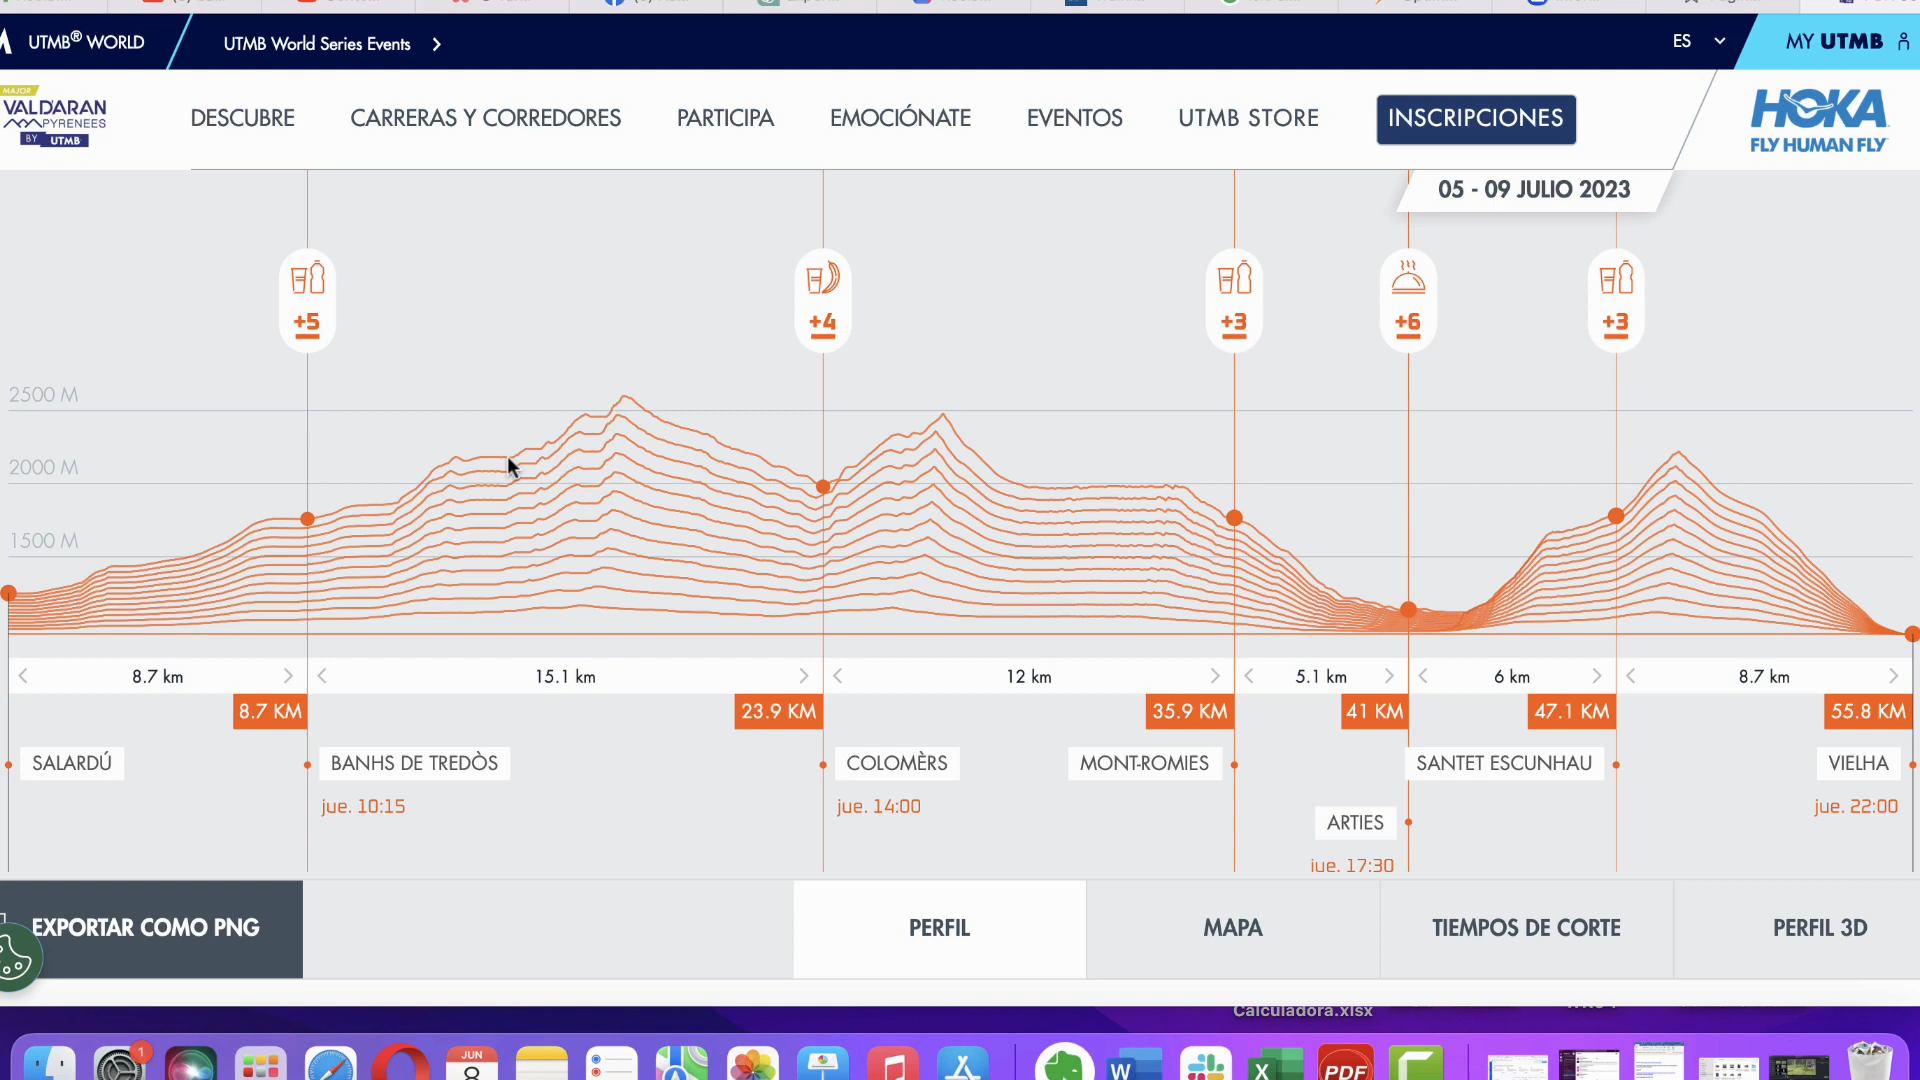 UTMB® WORLD
UTMB World Series Events
ES
MY UTMB
MAJOR
VAL D'ARAN
PYRENEES
BY UTMB
DESCUBRE
CARRERAS Y CORREDORES
PARTICIPA
EMOCIÓNATE
EVENTOS
UTMB STORE
INSCRIPCIONES
HOKA
FLY HUMAN FLY
05 - 09 JULIO 2023
+5
+4
+3
+6
+3
2500 M
2000 M
1500 M
8.7 km
15.1 km
12 km
5.1 km
6 km
8.7 km
8.7 KM
23.9 KM
35.9 KM
41 KM
47.1 KM
55.8 KM
SALARDÚ
BANHS DE TREDÒS
COLOMÈRS
MONT-ROMIES
SANTET ESCUNHAU
VIELHA
jue. 10:15
jue. 14:00
jue. 22:00
ARTIES
jue. 17:30
EXPORTAR COMO PNG
PERFIL
MAPA
TIEMPOS DE CORTE
PERFIL 3D
Calculadora.xlsx
1
JUN
8
W
X
PDF